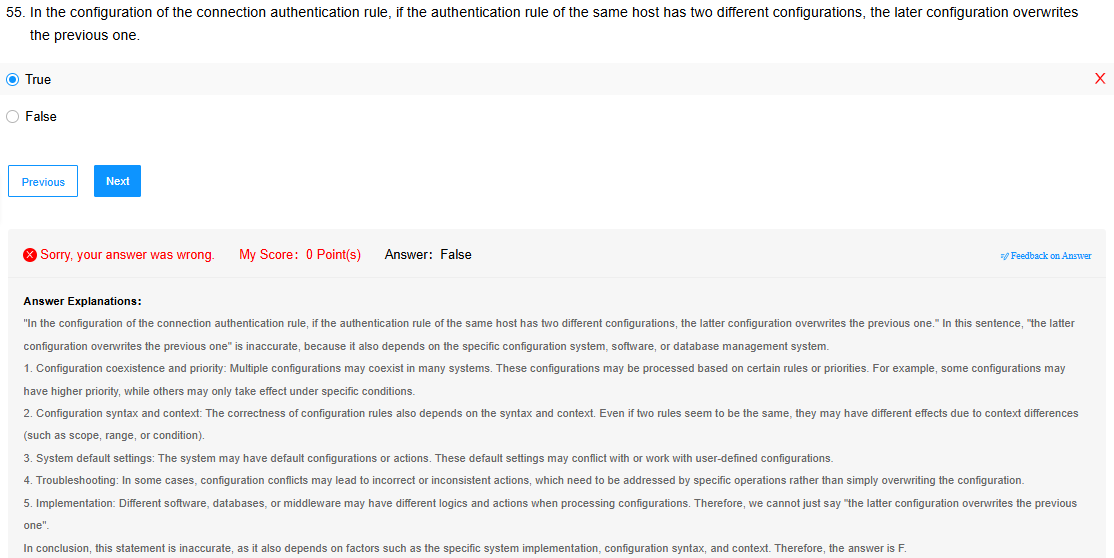 55. In the configuration of the connection authentication rule, if the authentication rule of the same host has two different configurations, the later configuration overwrites
the previous one.
True
X
False
Previous
Next
Sorry, your answer was wrong. My Score: 0 Point(s) Answer: False
Feedback on Answer
Answer Explanations:
"In the configuration of the connection authentication rule, if the authentication rule of the same host has two different configurations, the latter configuration overwrites the previous one." In this sentence, "the latter
configuration overwrites the previous one" is inaccurate, because it also depends on the specific configuration system, software, or database management system.
1. Configuration coexistence and priority: Multiple configurations may coexist in many systems. These configurations may be processed based on certain rules or priorities. For example, some configurations may
have higher priority, while others may only take effect under specific conditions.
2. Configuration syntax and context: The correctness of configuration rules also depends on the syntax and context. Even if two rules seem to be the same, they may have different effects due to context differences
(such as scope, range, or condition).
3. System default settings: The system may have default configurations or actions. These default settings may conflict with or work with user-defined configurations.
4. Troubleshooting: In some cases, configuration conflicts may lead to incorrect or inconsistent actions, which need to be addressed by specific operations rather than simply overwriting the configuration.
5. Implementation: Different software, databases, or middleware may have different logics and actions when processing configurations. Therefore, we cannot just say "the latter configuration overwrites the previous
one".
In conclusion, this statement is inaccurate, as it also depends on factors such as the specific system implementation, configuration syntax, and context. Therefore, the answer is F.